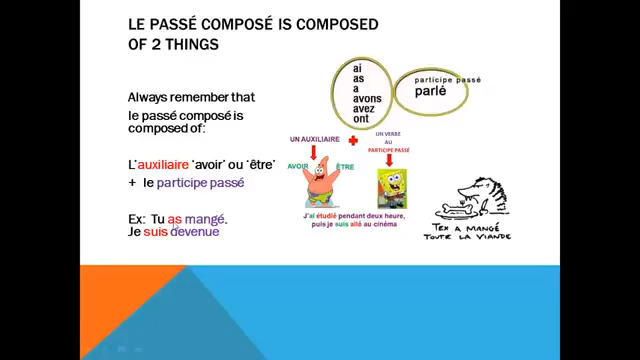 LE PASSÉ COMPOSÉ IS COMPOSED
OF 2 THINGS
Always remember that
le passé composé is
composed of:
L'auxiliaire 'avoir' ou 'être'
+ le participe passé
Ex: Tu as mangé.
Je suis devenue
ai
as
a
avons
avez
ont
participe passé
parlé
UN AUXILIAIRE
UN VERBE
AU
PARTICIPE PASSÉ
AVOIR
ÊTRE
J'ai étudié pendant deux heure,
puis je suis allé au cinéma
TEX A MANGÉ
TOUTE LA VIANDE